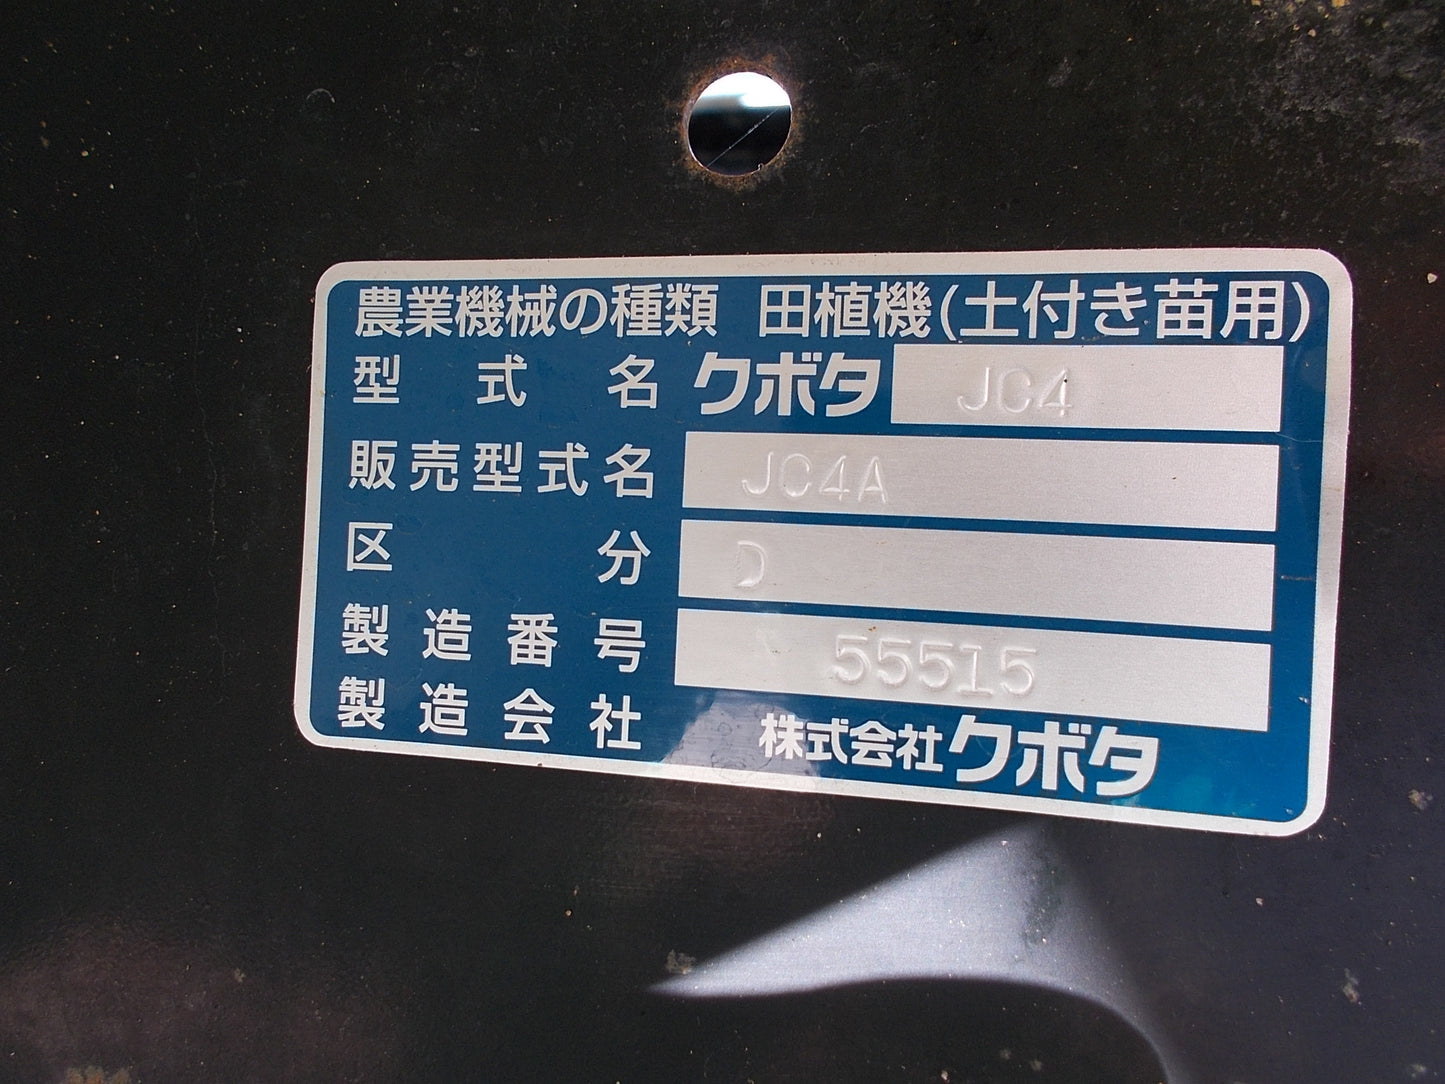 農業機械の種類 田植機(土付き苗用)
型式名 クボタ JC4
販売型式名 JC4A
区分 D
製造番号 55515
製造会社 株式会社クボタ